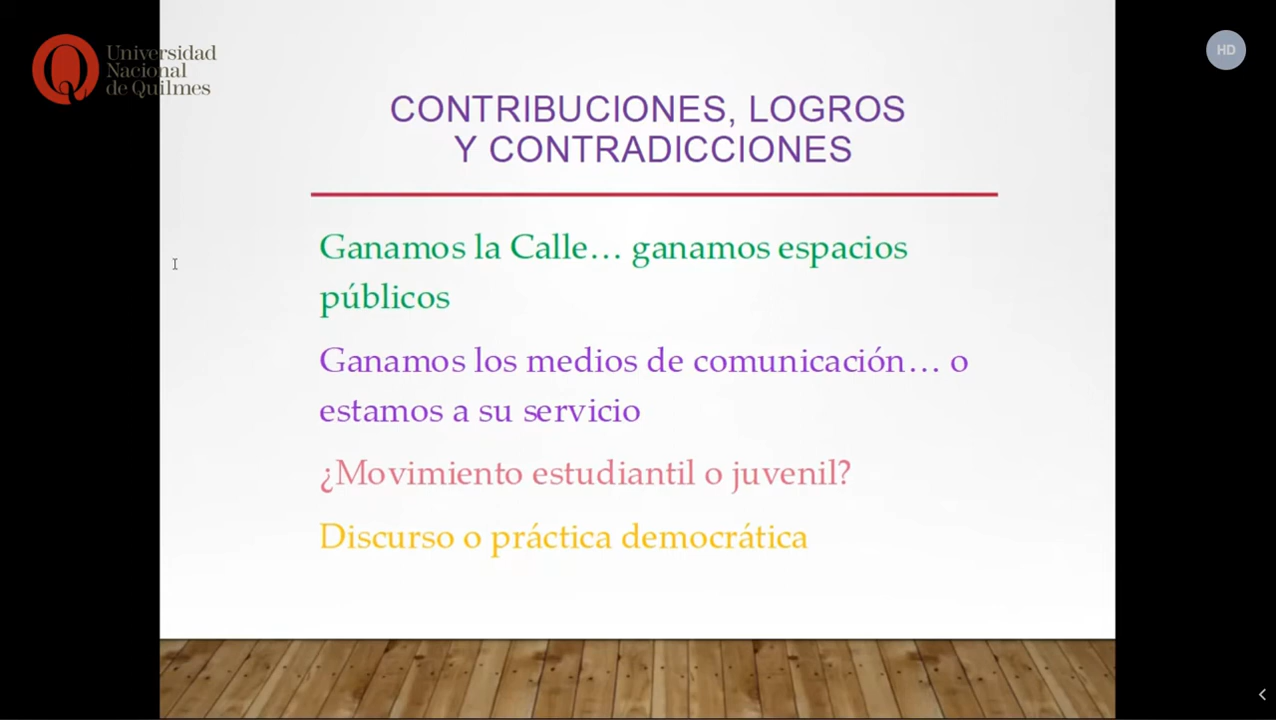 Universidad
Nacional
de Quilmes
HD
CONTRIBUCIONES, LOGROS
Y CONTRADICCIONES
Ganamos la Calle… ganamos espacios
públicos
Ganamos los medios de comunicación… o
estamos a su servicio
¿Movimiento estudiantil o juvenil?
Discurso o práctica democrática